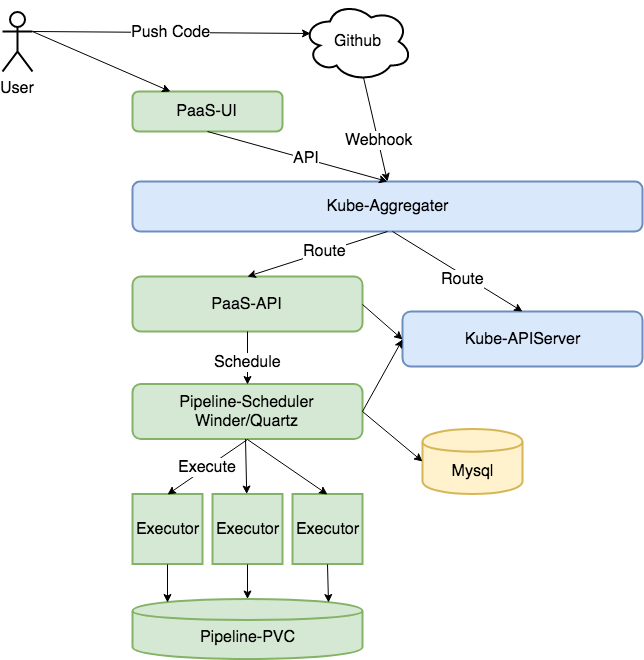 Push Code
Github
User
PaaS-UI
Webhook
API
Kube-Aggregater
Route
Route
PaaS-API
Kube-APIServer
Schedule
Pipeline-Scheduler
Winder/Quartz
Execute
Mysql
Executor
Executor
Executor
Pipeline-PVC